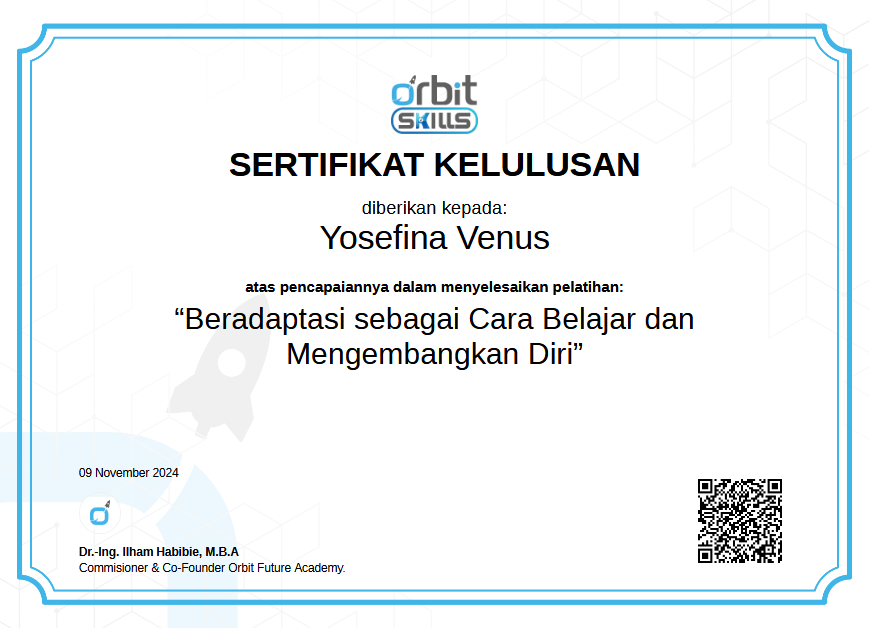 orbit
SKILLS
SERTIFIKAT KELULUSAN
diberikan kepada:
Yosefina Venus
atas pencapaiannya dalam menyelesaikan pelatihan:
“Beradaptasi sebagai Cara Belajar dan
Mengembangkan Diri”
09 November 2024
Dr.-Ing. Ilham Habibie, M.B.A
Commisioner & Co-Founder Orbit Future Academy.